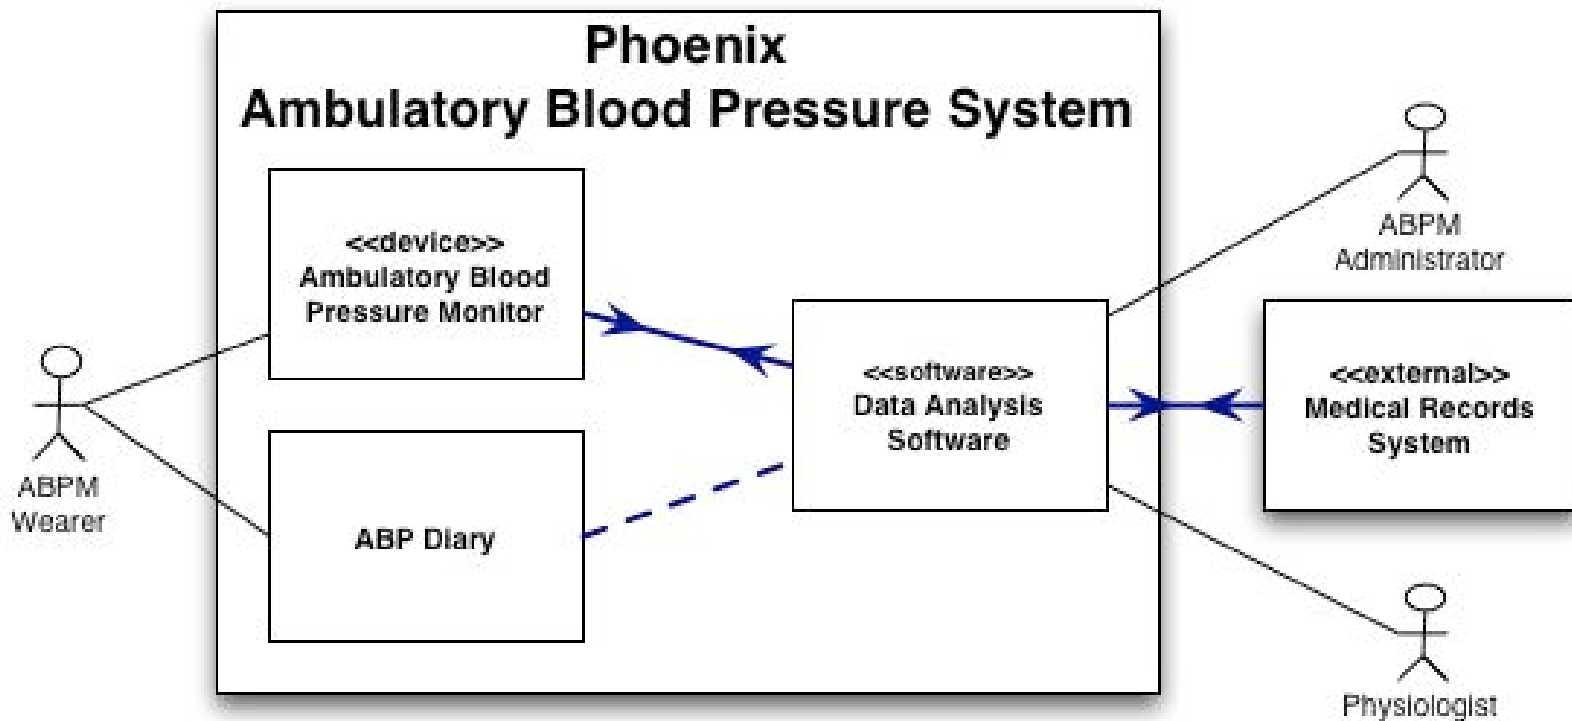 Phoenix
Ambulatory Blood Pressure System
<<device>>
Ambulatory Blood
Pressure Monitor
ABPM
Wearer
ABP Diary
<<software>>
Data Analysis
Software
ABPM
Administrator
<<external>>
Medical Records
System
Physiologist